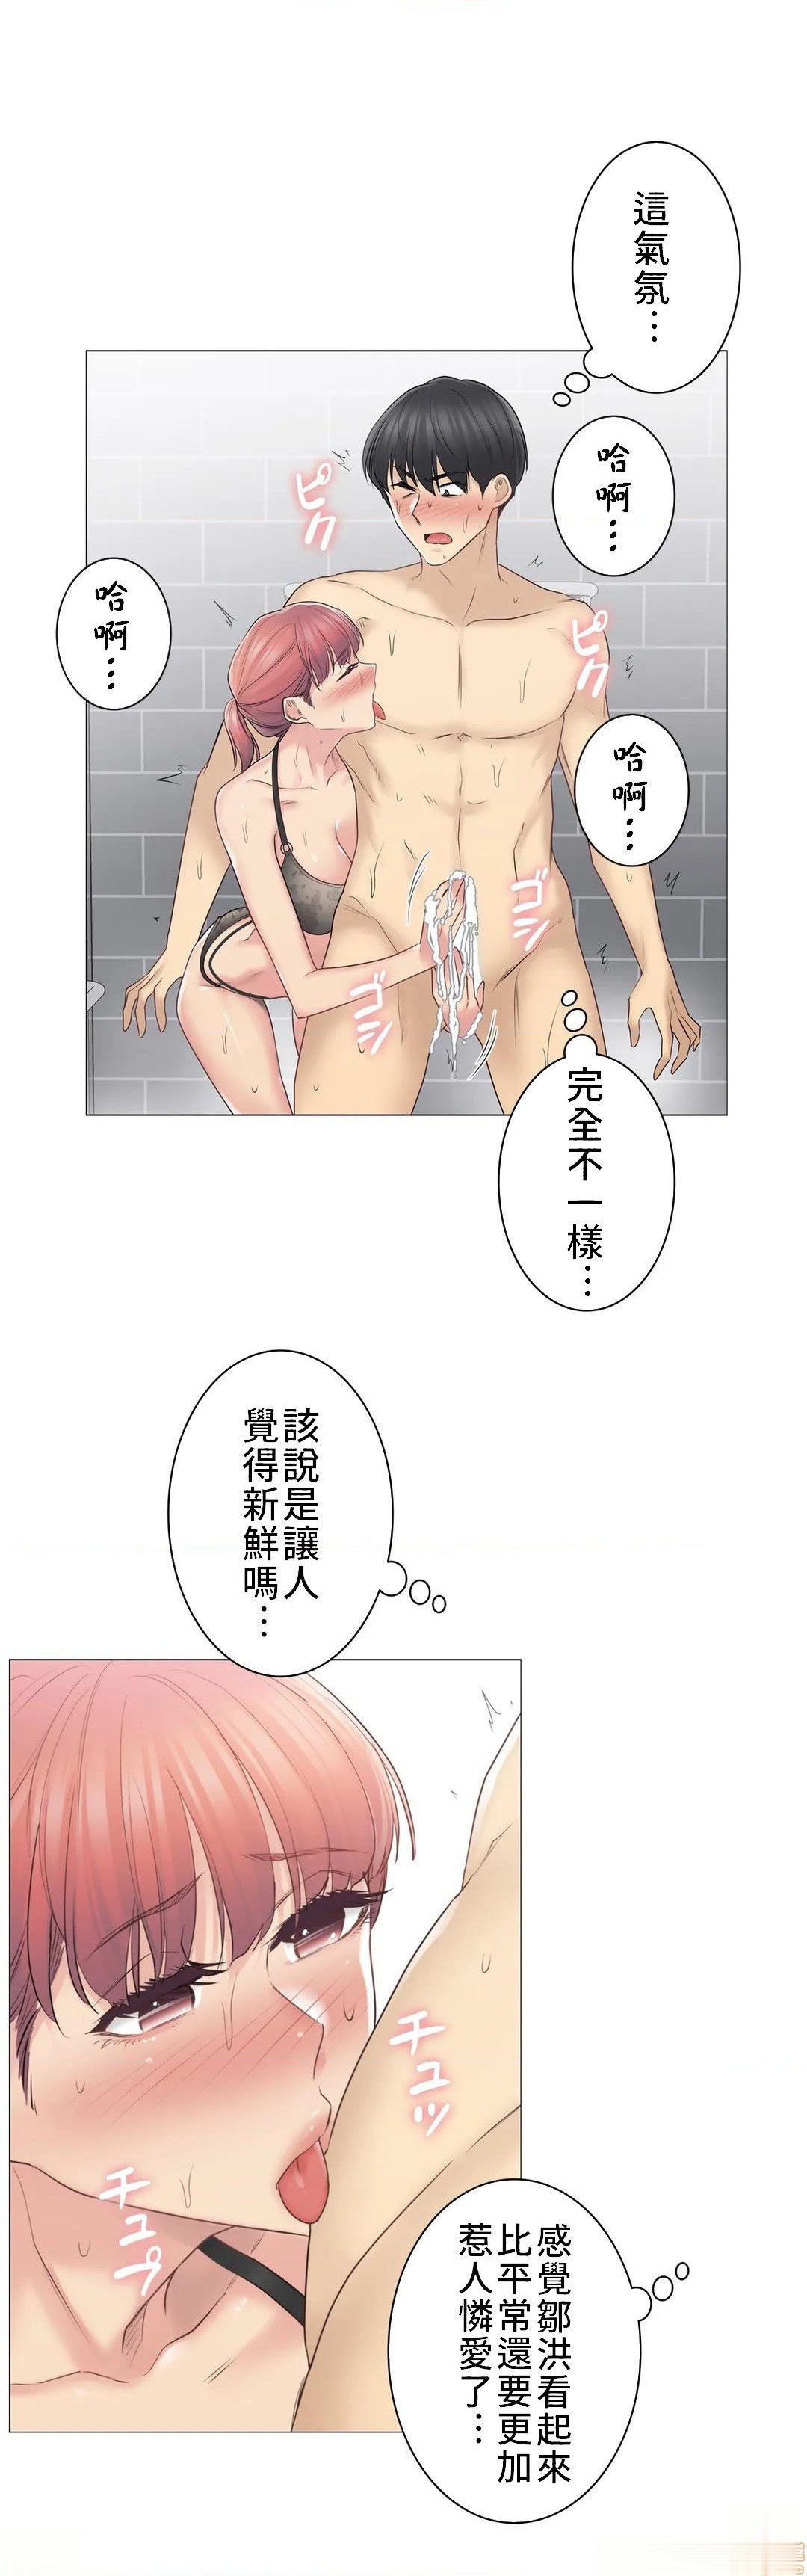 這氣氛…
哈啊…
ピク
哈啊…
ピク
哈啊…
ゴシ
ゴシ
完全不一樣…
該說是讓人
覺得新鮮嗎…
チュッ
チュプ
感覺鄒洪看起來
比平常還要更加
惹人憐愛了…